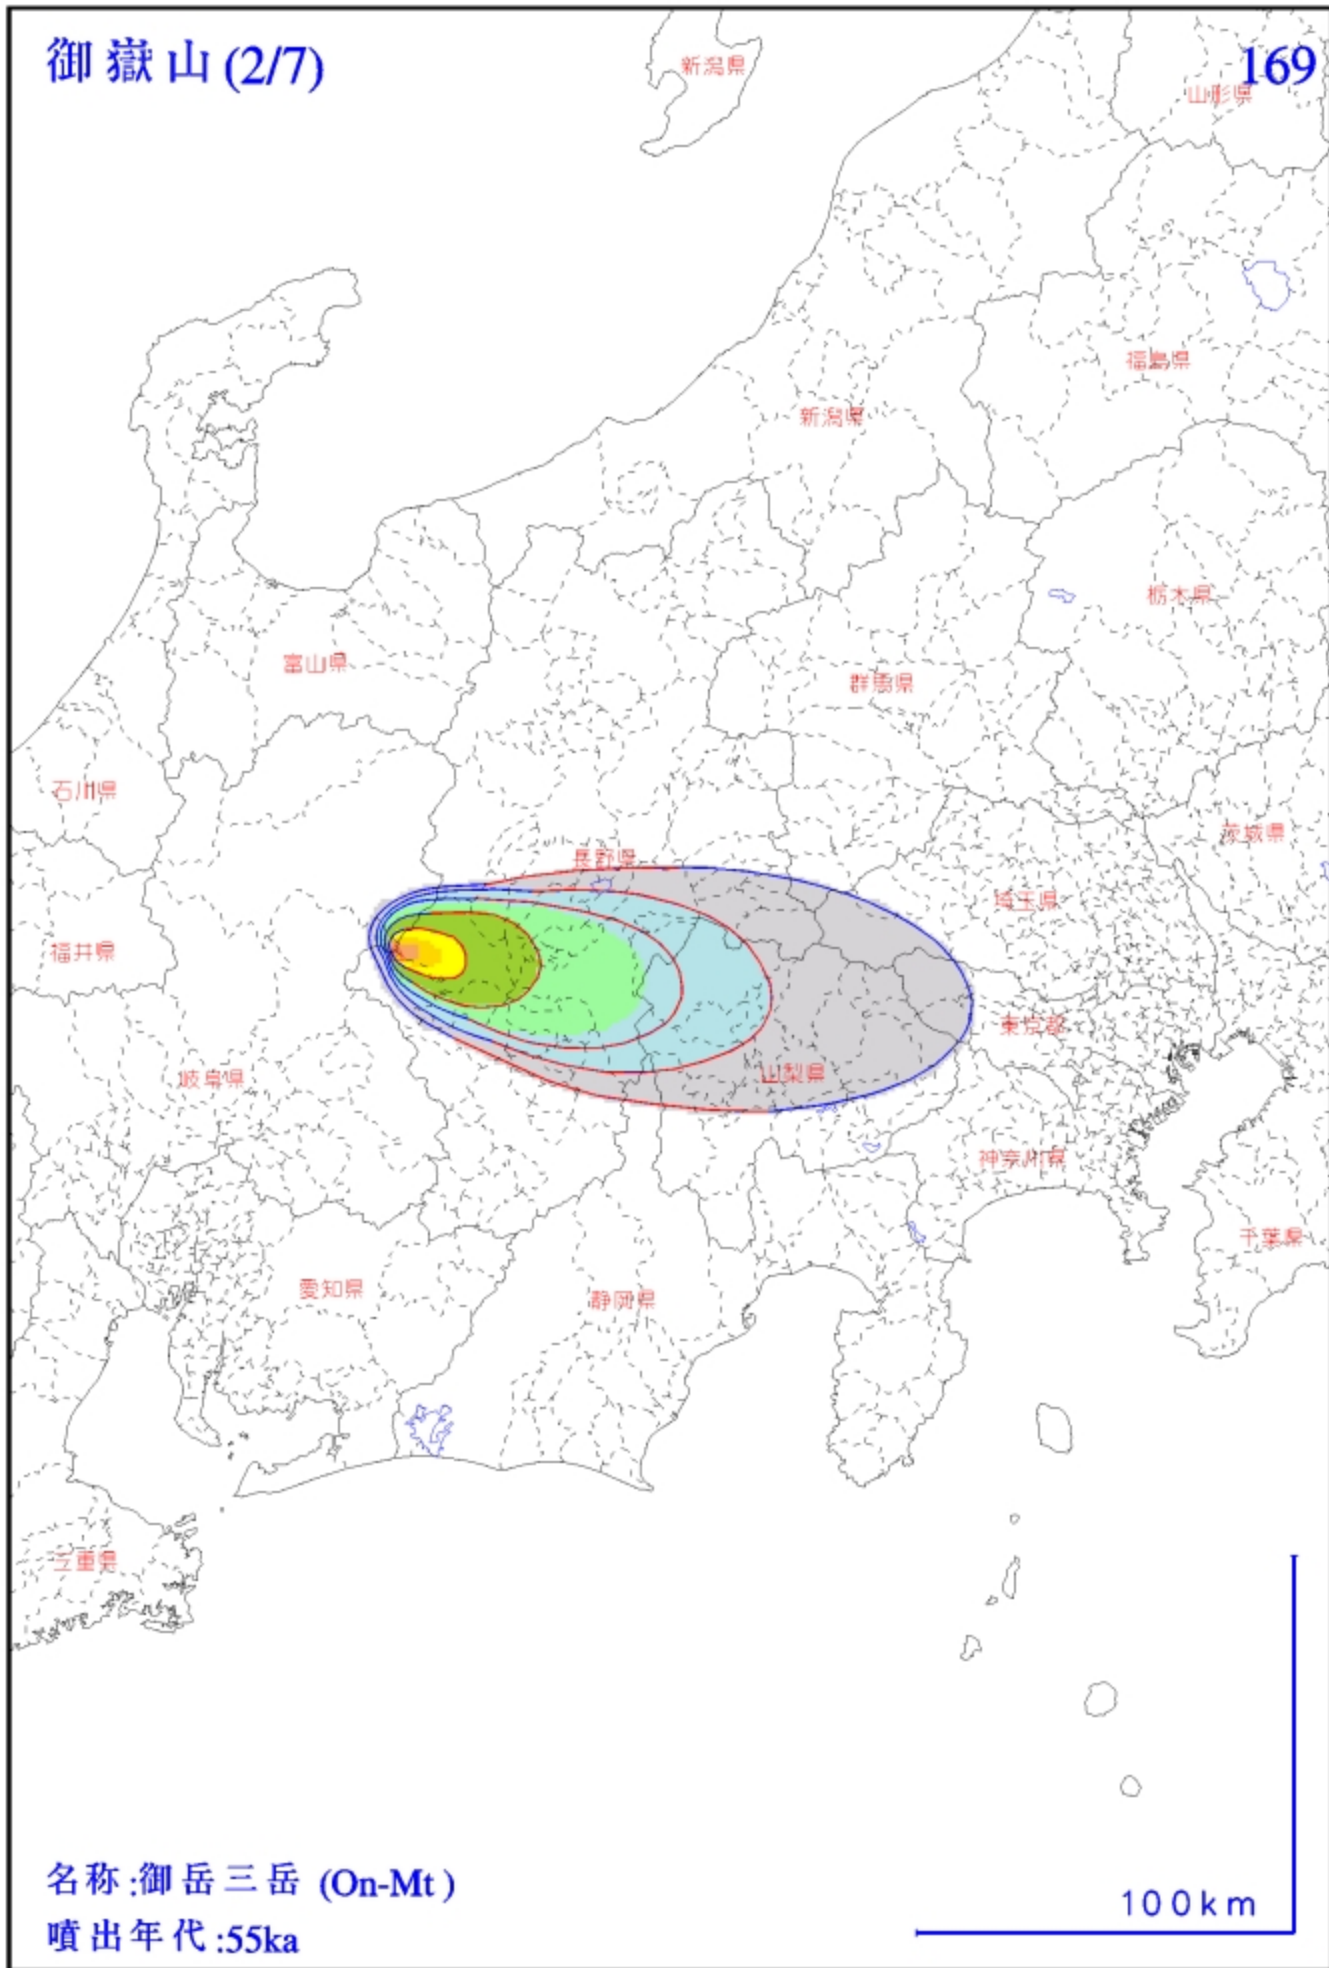 御嶽山(2/7)
169
新潟県
山形県
福島県
新潟県
栃木県
富山県
群馬県
石川県
茨城県
長野県
埼玉県
福井県
東京都
山梨県
岐阜県
神奈川県
千葉県
愛知県
静岡県
三重県
名称:御岳三岳 (On-Mt )
100km
噴出年代:55ka